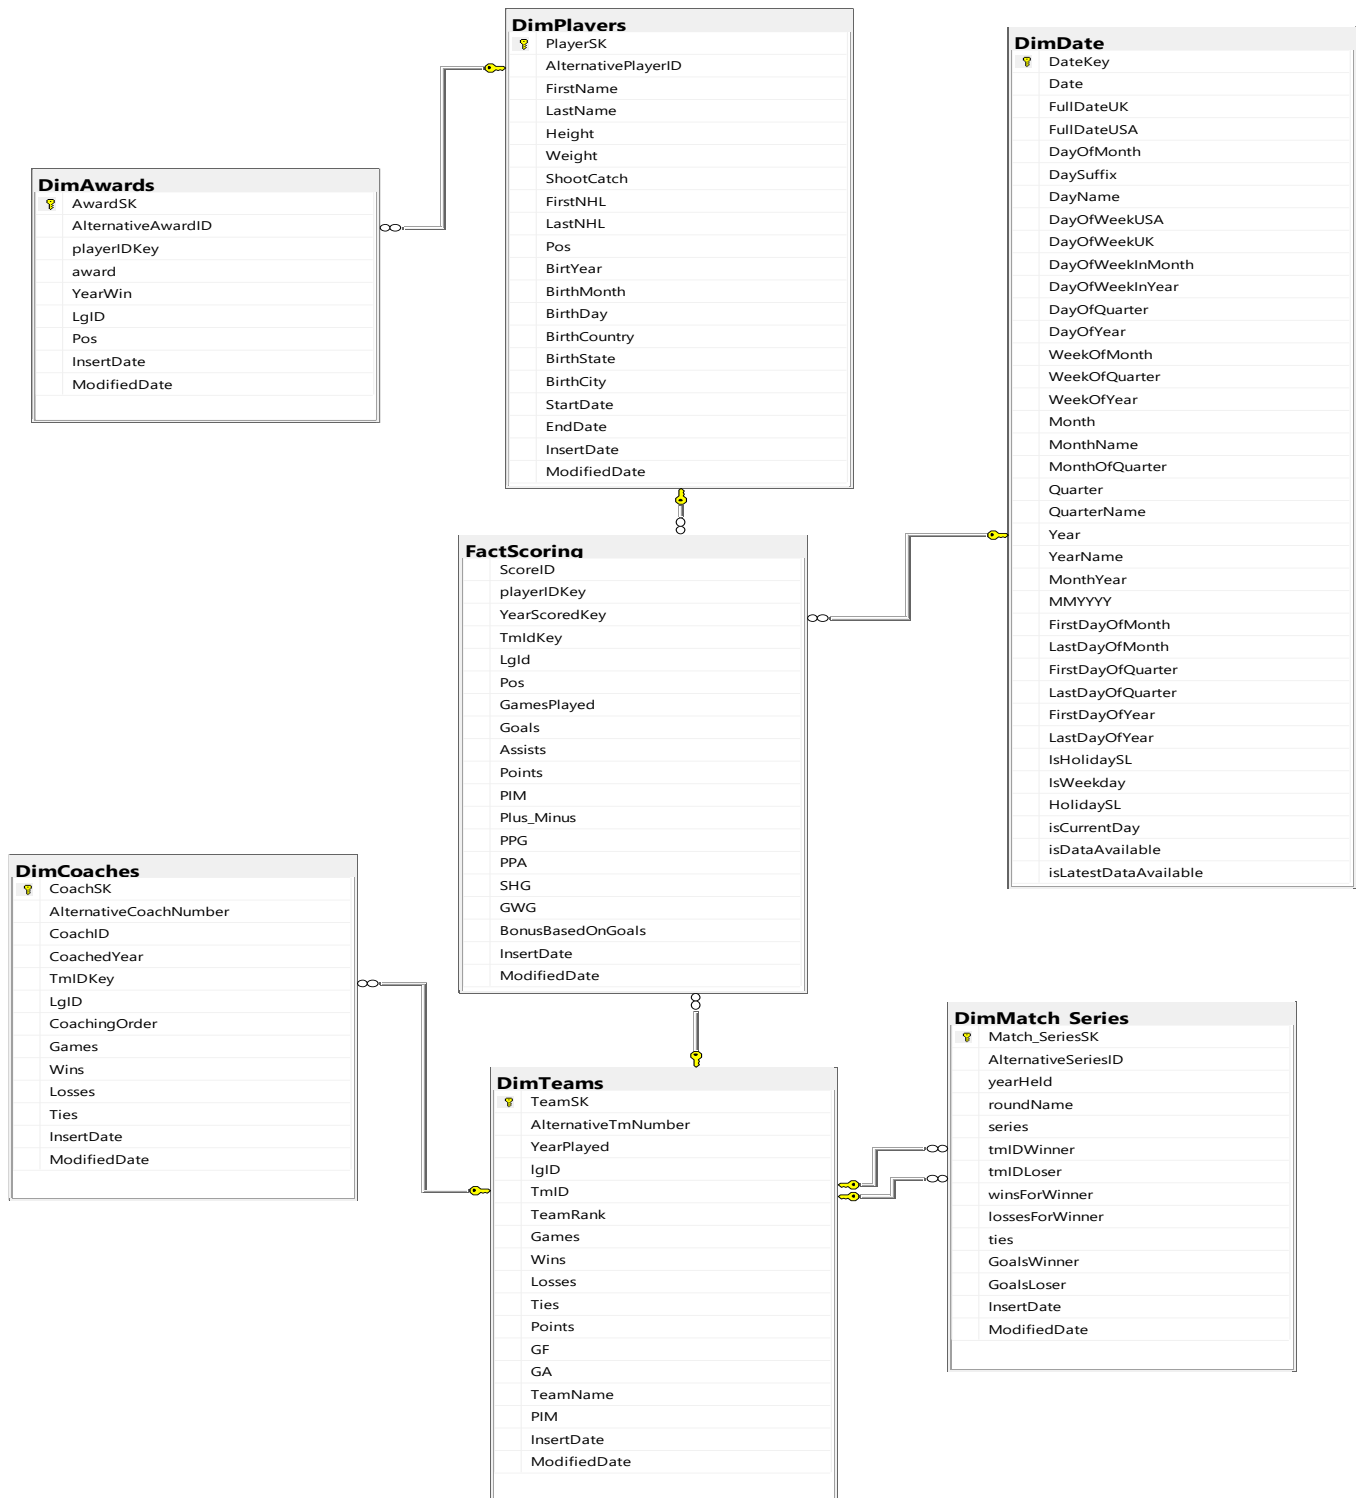 DimPlayers
PlayerSK
AlternativePlayerID
FirstName
LastName
Height
Weight
ShootCatch
FirstNHL
LastNHL
Pos
BirtYear
BirthMonth
BirthDay
BirthCountry
BirthState
BirthCity
StartDate
EndDate
InsertDate
ModifiedDate
DimDate
DateKey
Date
FullDateUK
FullDateUSA
DayOfMonth
DaySuffix
DayName
DayOfWeekUSA
DayOfWeekUK
DayOfWeekInMonth
DayOfWeekInYear
DayOfQuarter
DayOfYear
WeekOfMonth
WeekOfQuarter
WeekOfYear
Month
MonthName
MonthOfQuarter
Quarter
QuarterName
Year
YearName
MonthYear
MMYYYY
FirstDayOfMonth
LastDayOfMonth
FirstDayOfQuarter
LastDayOfQuarter
FirstDayOfYear
LastDayOfYear
IsHolidaySL
IsWeekday
HolidaySL
isCurrentDay
isDataAvailable
isLatestDataAvailable
DimAwards
AwardSK
AlternativeAwardID
playerIDKey
award
YearWin
LgID
Pos
InsertDate
ModifiedDate
FactScoring
ScoreID
playerIDKey
YearScoredKey
TmIdKey
LgId
Pos
GamesPlayed
Goals
Assists
Points
PIM
Plus_Minus
PPG
PPA
SHG
GWG
BonusBasedOnGoals
InsertDate
ModifiedDate
DimCoaches
CoachSK
AlternativeCoachNumber
CoachID
CoachedYear
TmIDKey
LgID
CoachingOrder
Games
Wins
Losses
Ties
InsertDate
ModifiedDate
DimMatch_Series
Match_SeriesSK
AlternativeSeriesID
yearHeld
roundName
series
tmIDWinner
tmIDLoser
winsForWinner
lossesForWinner
ties
GoalsWinner
GoalsLoser
InsertDate
ModifiedDate
DimTeams
TeamSK
AlternativeTmNumber
YearPlayed
lgID
TmID
TeamRank
Games
Wins
Losses
Ties
Points
GF
GA
TeamName
PIM
InsertDate
ModifiedDate